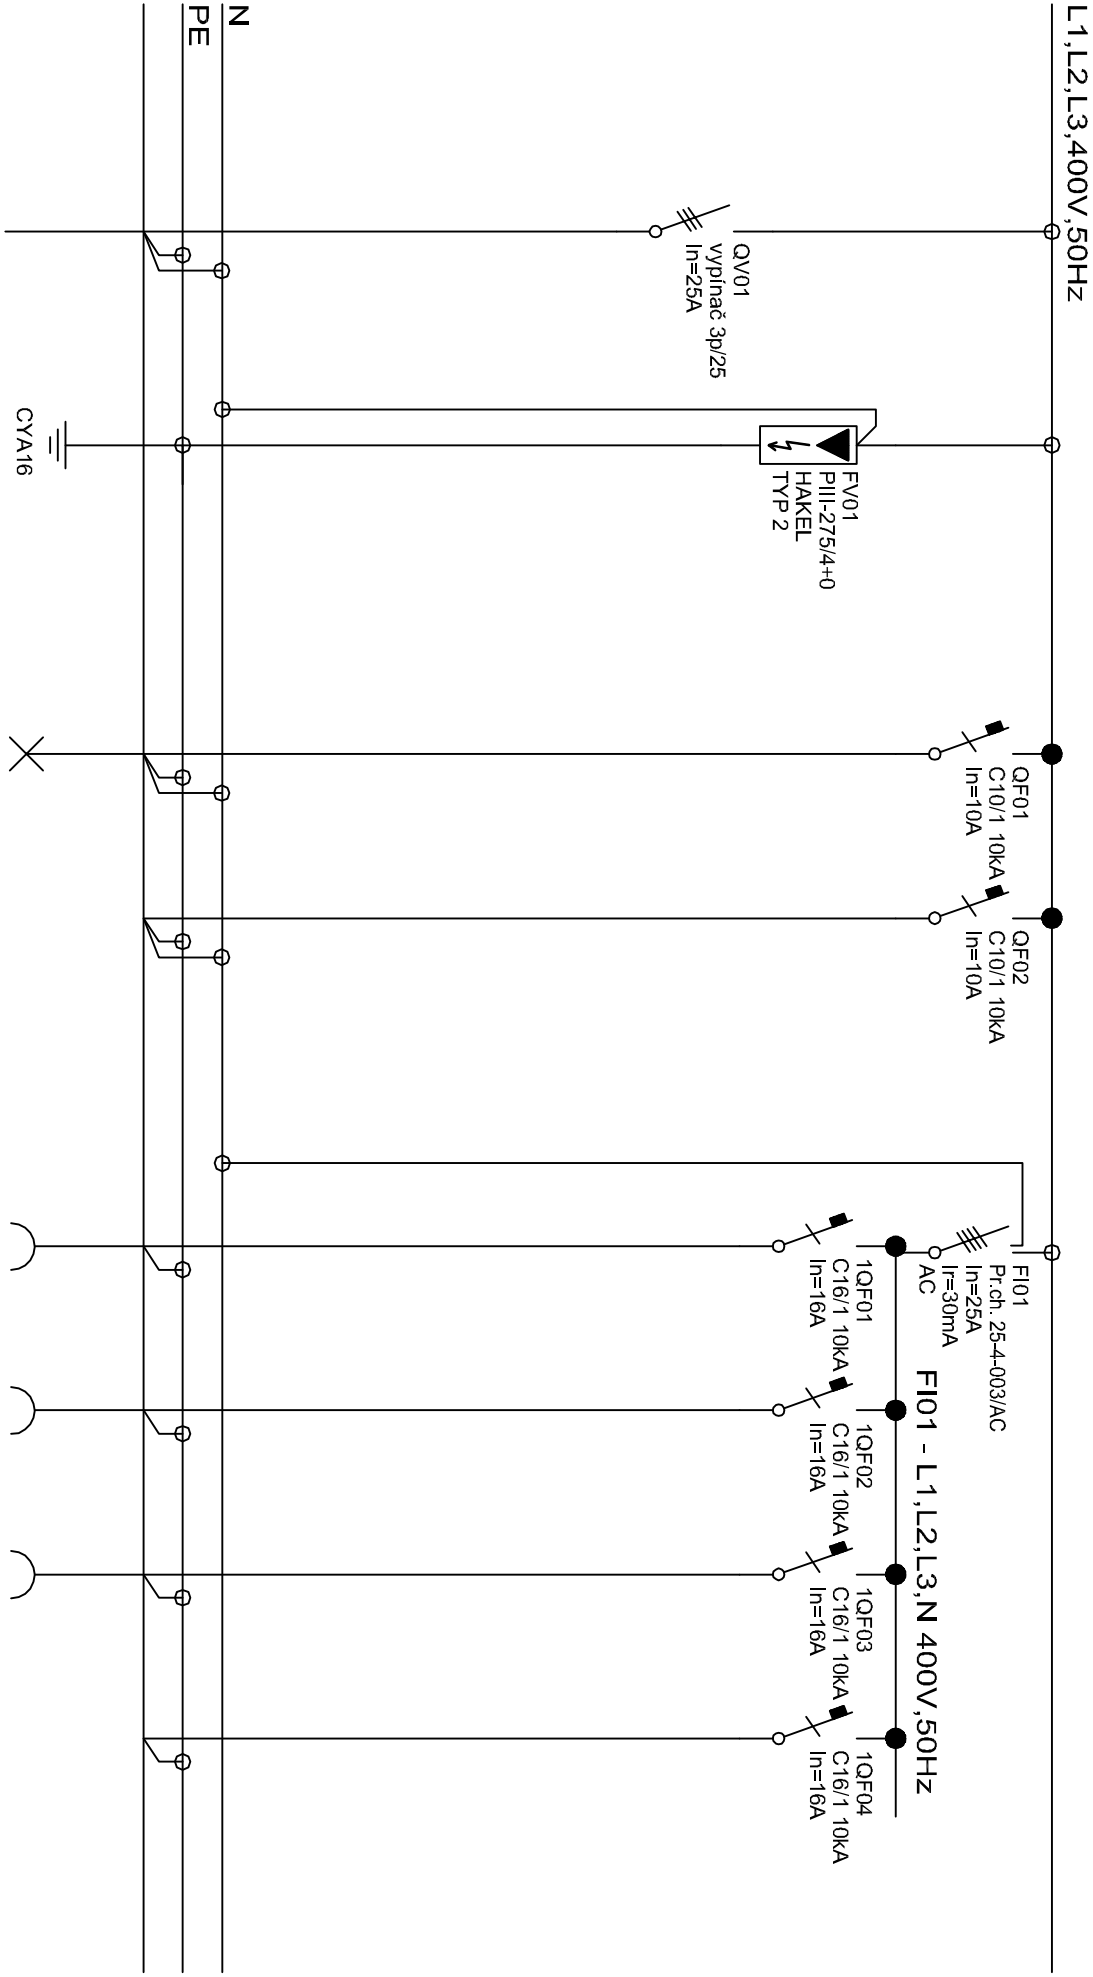 L1,L2,L3,400V,50Hz
N
PE
QV01
vypínač 3p/25
In=25A
FV01
PIII-275/4+0
HAKEL
TYP 2
CYA16
QF01
C10/1 10kA
In=10A
QF02
C10/1 10kA
In=10A
FI01
Pr.ch. 25-4-003/AC
In=25A
Ir=30mA
AC
FI01 - L1,L2,L3,N 400V,50Hz
1QF01
C16/1 10kA
In=16A
1QF02
C16/1 10kA
In=16A
1QF03
C16/1 10kA
In=16A
1QF04
C16/1 10kA
In=16A